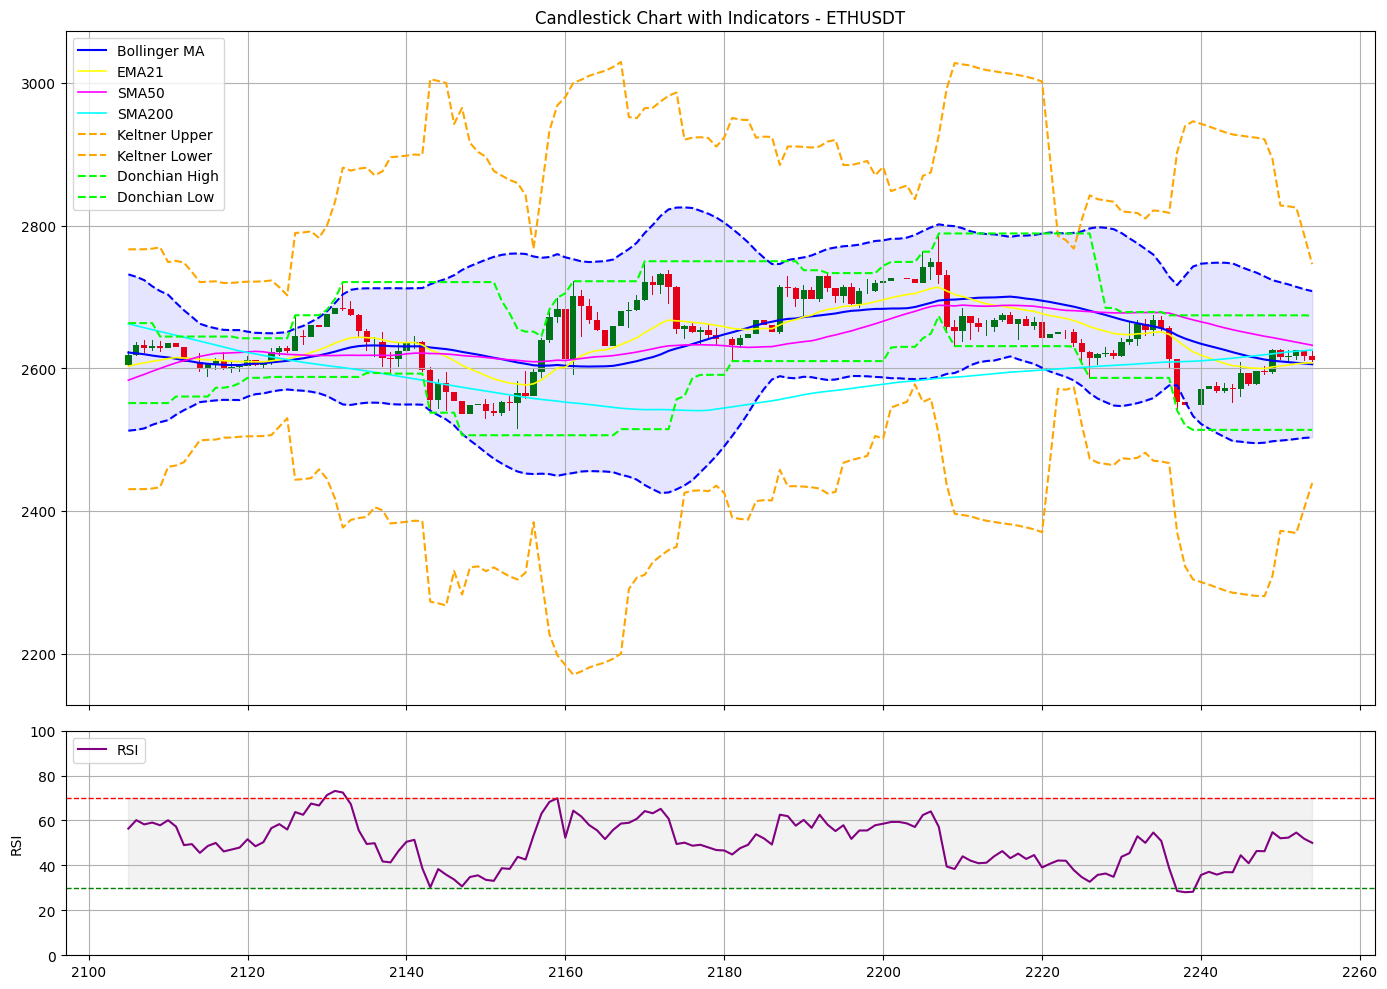 Candlestick Chart with Indicators - ETHUSDT
Bollinger MA
EMA21
SMA50
SMA200
Keltner Upper
Keltner Lower
Donchian High
Donchian Low
3000
2800
2600
2400
2200
RSI
100
80
60
40
20
0
RSI
2100 2120 2140 2160 2180 2200 2220 2240 2260